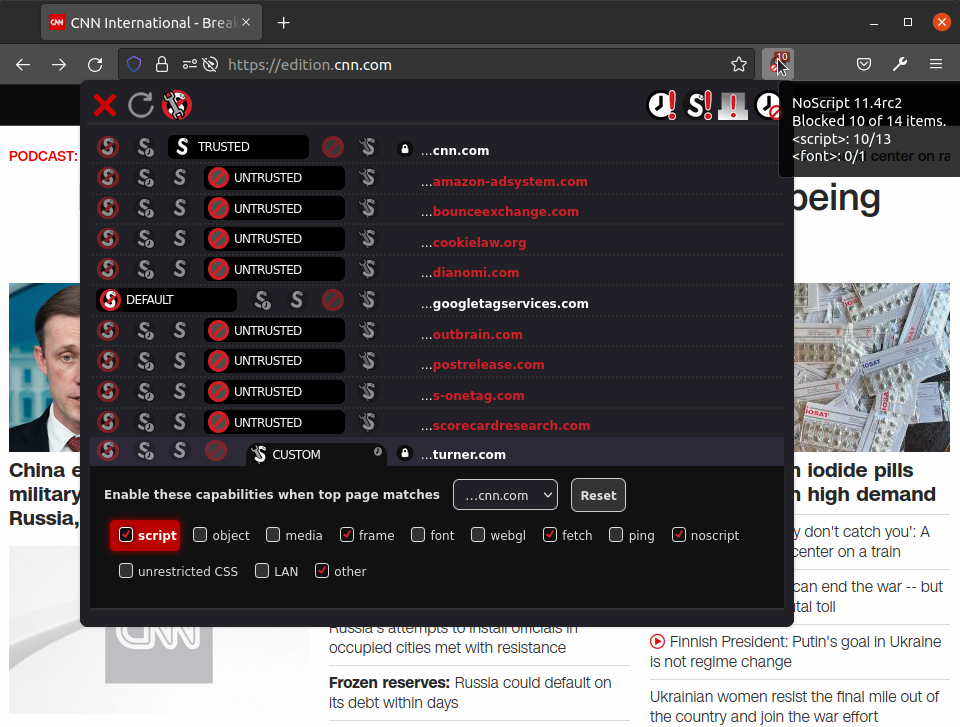 CNN International - Break
https://edition.cnn.com
10
NoScript 11.4rc2
Blocked 10 of 14 items.
<script>: 10/13
<font>: 0/1
PODCAST:
center on a
being
TRUSTED
...cnn.com
UNTRUSTED
...amazon-adsystem.com
UNTRUSTED
...bounceexchange.com
UNTRUSTED
...cookielaw.org
UNTRUSTED
...dianomi.com
DEFAULT
...googletagservices.com
UNTRUSTED
...outbrain.com
UNTRUSTED
...postrelease.com
UNTRUSTED
...s-onetag.com
UNTRUSTED
...scorecardresearch.com
CUSTOM
...turner.com
Enable these capabilities when top page matches
...cnn.com
Reset
script object media frame font webgl fetch ping noscript
unrestricted CSS LAN other
IOSAT
China
military
Russia,
iodide pills
high demand
don't catch you': A
center on a train
can end the war -- but
toll
CNN
Russia's attempts to install officials in
occupied cities met with resistance
Frozen reserves: Russia could default on
its debt within days
Finnish President: Putin's goal in Ukraine
is not regime change
Ukrainian women resist the final mile out of
the country and join the war effort